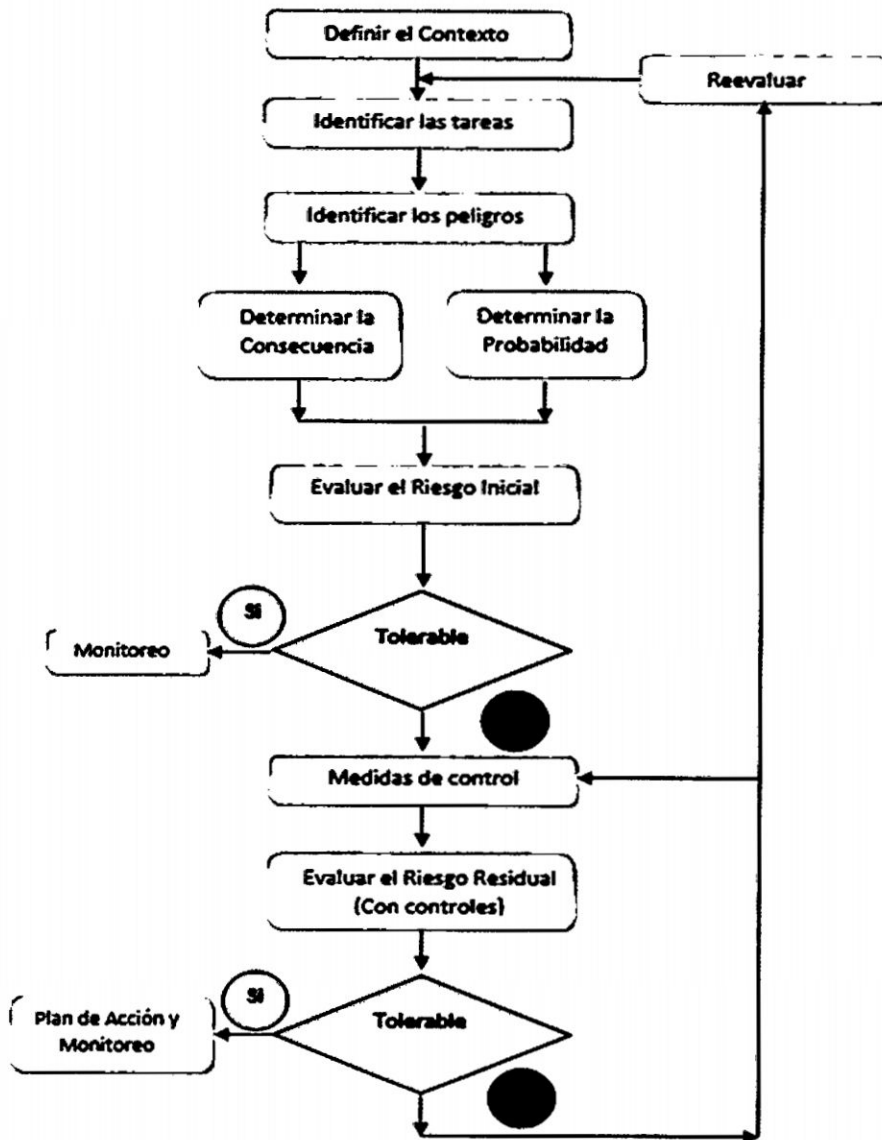 Definir el Contexto
Reevaluar
Identificar las tareas
Identificar los peligros
Determinar la
Consecuencia
Determinar la
Probabilidad
Evaluar el Riesgo Inicial
Si
Tolerable
Monitoreo
Medidas de control
Evaluar el Riesgo Residual
(Con controles)
Si
Tolerable
Plan de Acción y
Monitoreo